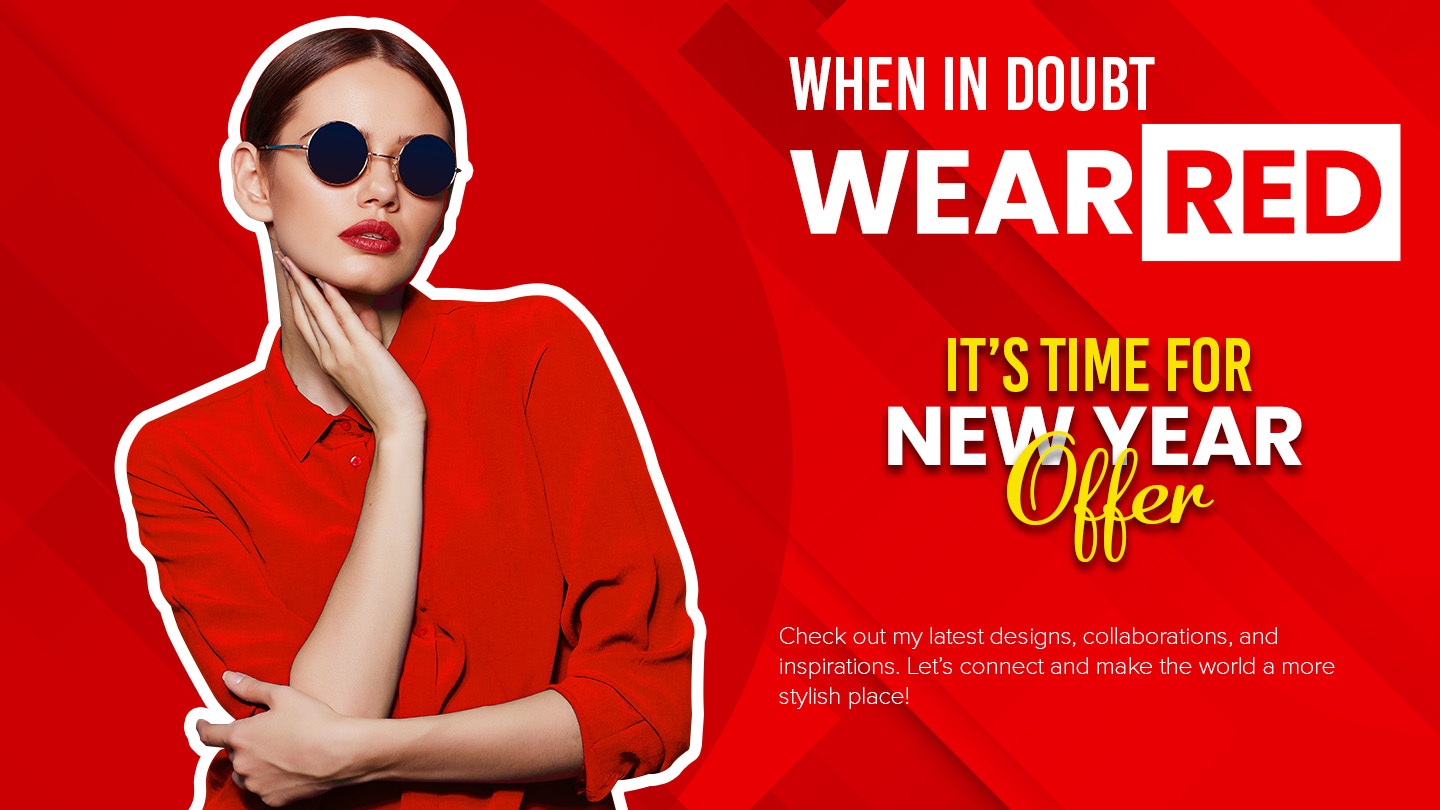 WHEN IN DOUBT
WEAR RED
IT'S TIME FOR
NEW YEAR
Offer
Check out my latest designs, collaborations, and
inspirations. Let's connect and make the world a more
stylish place!